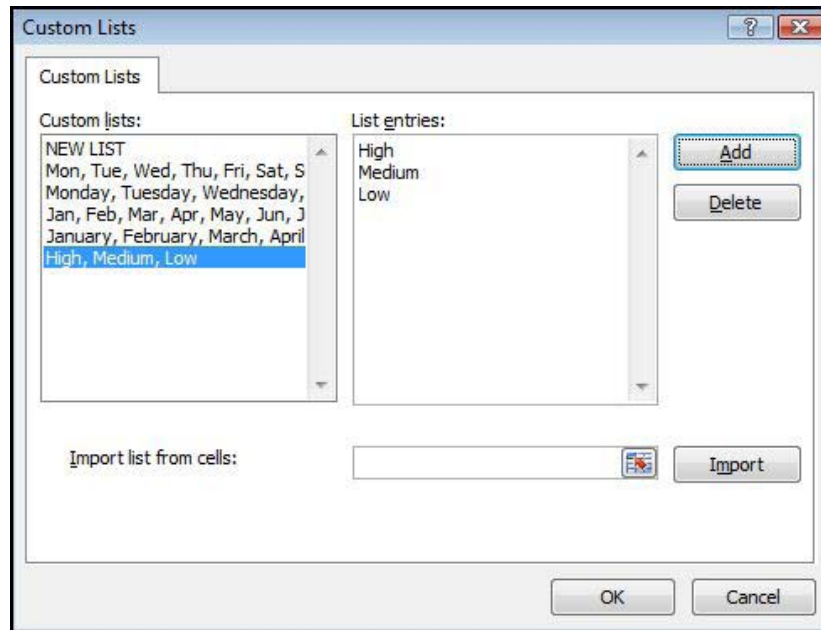 Custom Lists
Custom Lists
Custom lists:
NEW LIST
Mon, Tue, Wed, Thu, Fri, Sat, S
Monday, Tuesday, Wednesday,
Jan, Feb, Mar, Apr, May, Jun, J
January, February, March, April
High, Medium, Low
List entries:
High
Medium
Low
Add
Delete
Import list from cells:
Import
OK
Cancel